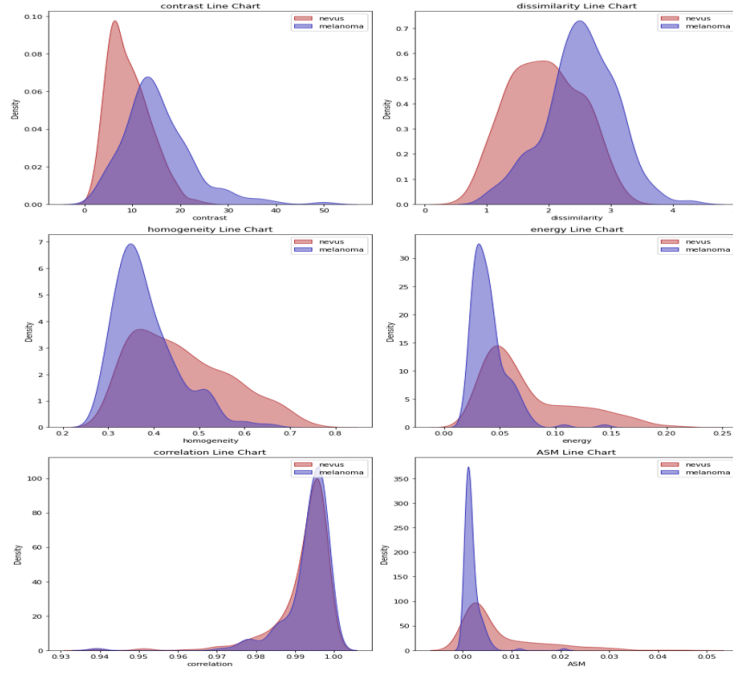 contrast Line Chart
nevus
melanoma
Density
0.10
0.08
0.06
0.04
0.02
0.00
0 10 20 30 40 50
contrast
dissimilarity Line Chart
nevus
melanoma
Density
0.7
0.6
0.5
0.4
0.3
0.2
0.1
0.0
0 1 2 3 4
dissimilarity
homogeneity Line Chart
nevus
melanoma
Density
7
6
5
4
3
2
1
0
0.2 0.3 0.4 0.5 0.6 0.7 0.8
homogeneity
energy Line Chart
nevus
melanoma
Density
30
25
20
15
10
5
0
0.00 0.05 0.10 0.15 0.20 0.25
energy
correlation Line Chart
nevus
melanoma
Density
100
80
60
40
20
0
0.93 0.94 0.95 0.96 0.97 0.98 0.99 1.00
correlation
ASM Line Chart
nevus
melanoma
Density
350
300
250
200
150
100
50
0
0.00 0.01 0.02 0.03 0.04 0.05
ASM